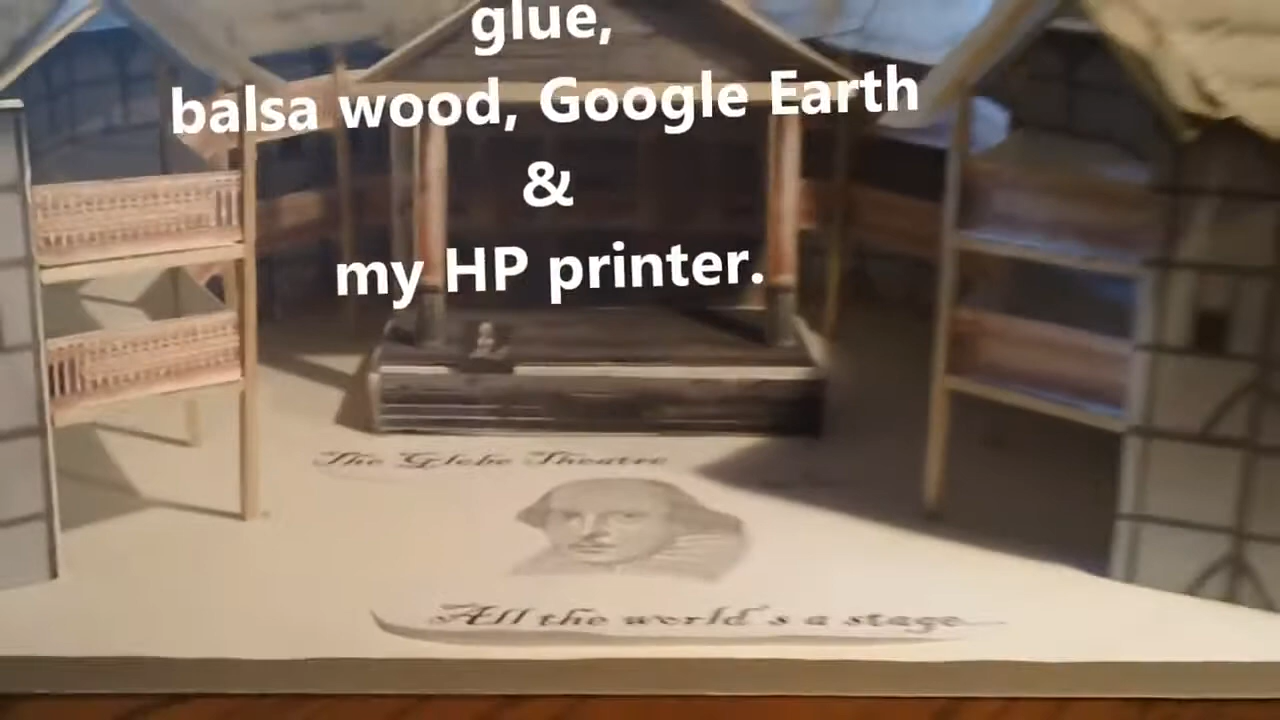 glue,
balsa wood, Google Earth
&
my HP printer.
The Globe Theatre
All the world's a stage